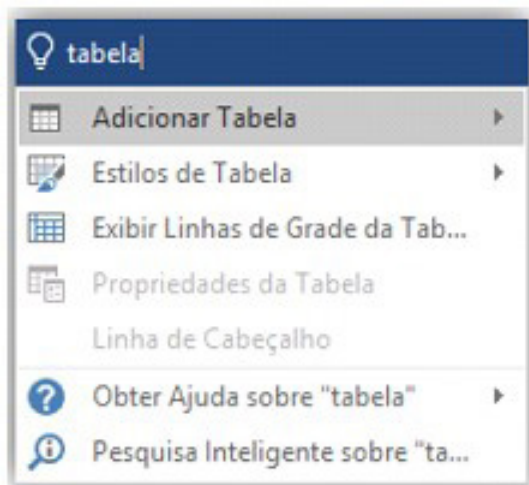 tabela
Adicionar Tabela
Estilos de Tabela
Exibir Linhas de Grade da Tab...
Propriedades da Tabela
Linha de Cabeçalho
Obter Ajuda sobre "tabela"
Pesquisa Inteligente sobre "ta...